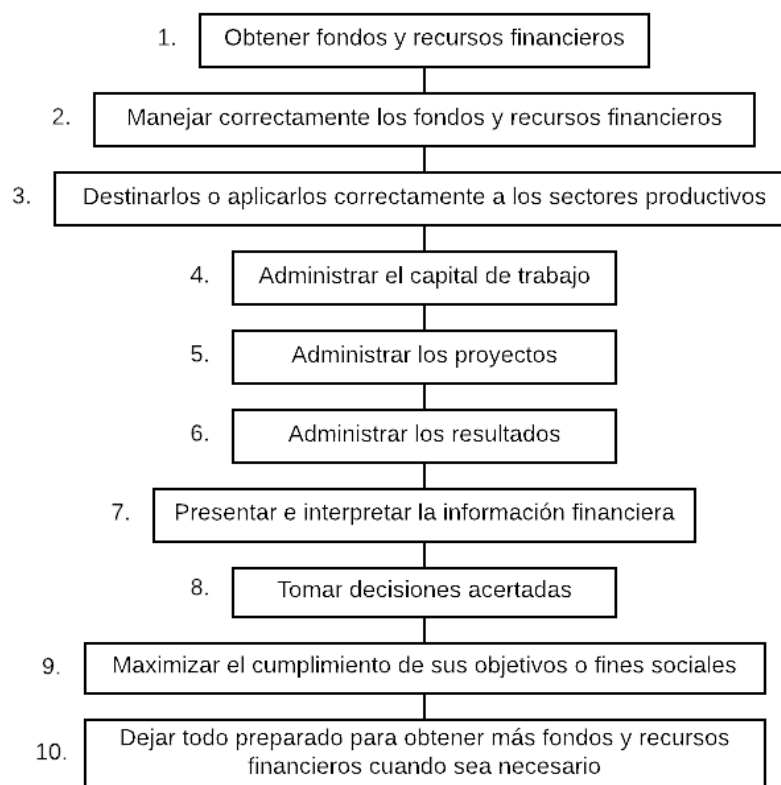 1. Obtener fondos y recursos financieros
2. Manejar correctamente los fondos y recursos financieros
3. Destinarlos o aplicarlos correctamente a los sectores productivos
4. Administrar el capital de trabajo
5. Administrar los proyectos
6. Administrar los resultados
7. Presentar e interpretar la información financiera
8. Tomar decisiones acertadas
9. Maximizar el cumplimiento de sus objetivos o fines sociales
10. Dejar todo preparado para obtener más fondos y recursos
financieros cuando sea necesario